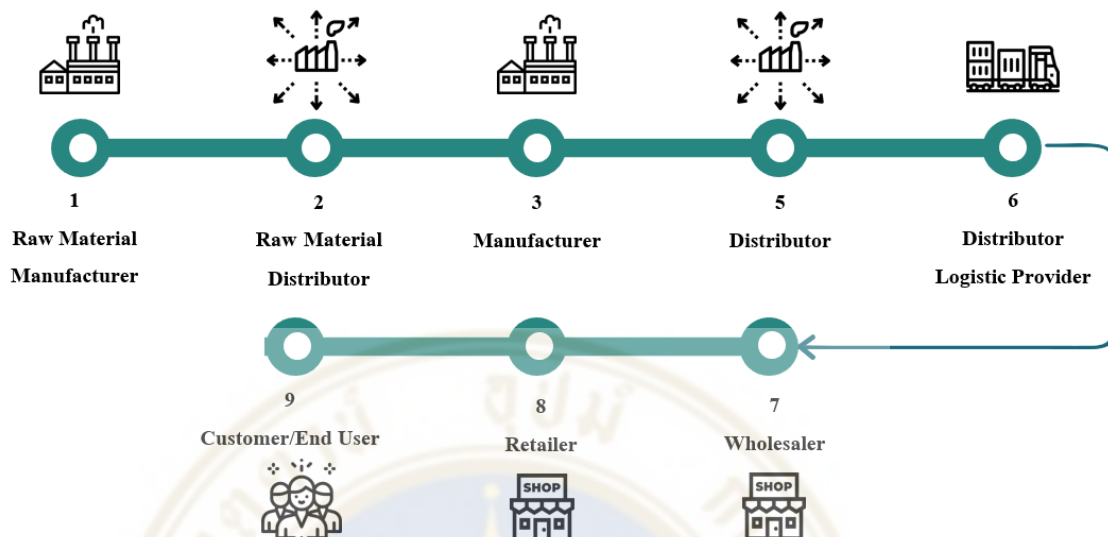 1
Raw Material
Manufacturer
2
Raw Material
Distributor
3
Manufacturer
5
Distributor
6
Distributor
Logistic Provider
9
Customer/End User
8
Retailer
SHOP
7
Wholesaler
SHOP